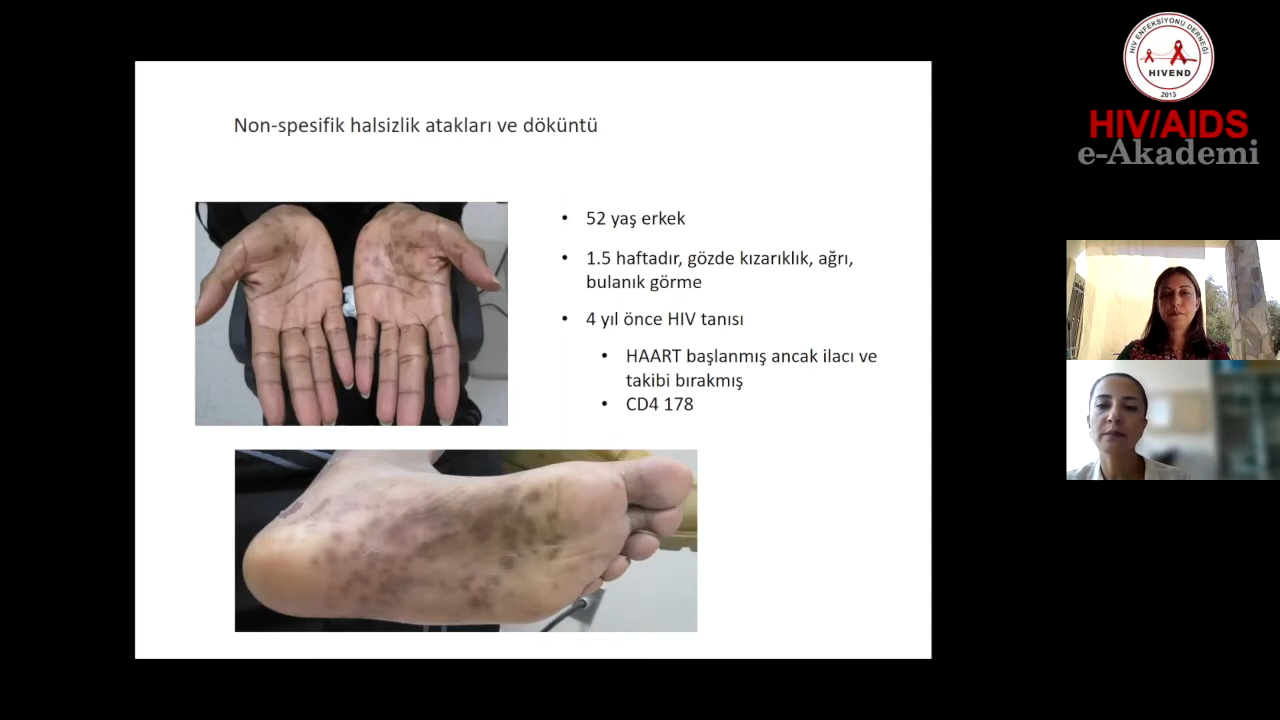 Non-spesifik halsizlik atakları ve döküntü
• 52 yaş erkek
• 1.5 haftadır, gözde kızarıklık, ağrı,
bulanık görme
• 4 yıl önce HIV tanısı
• HAART başlanmış ancak ilacı ve
takibi bırakmış
• CD4 178
HIV ENFEKSİYONU DERNEĞİ
HIVEND
2013
HIV/AIDS
e-Akademi